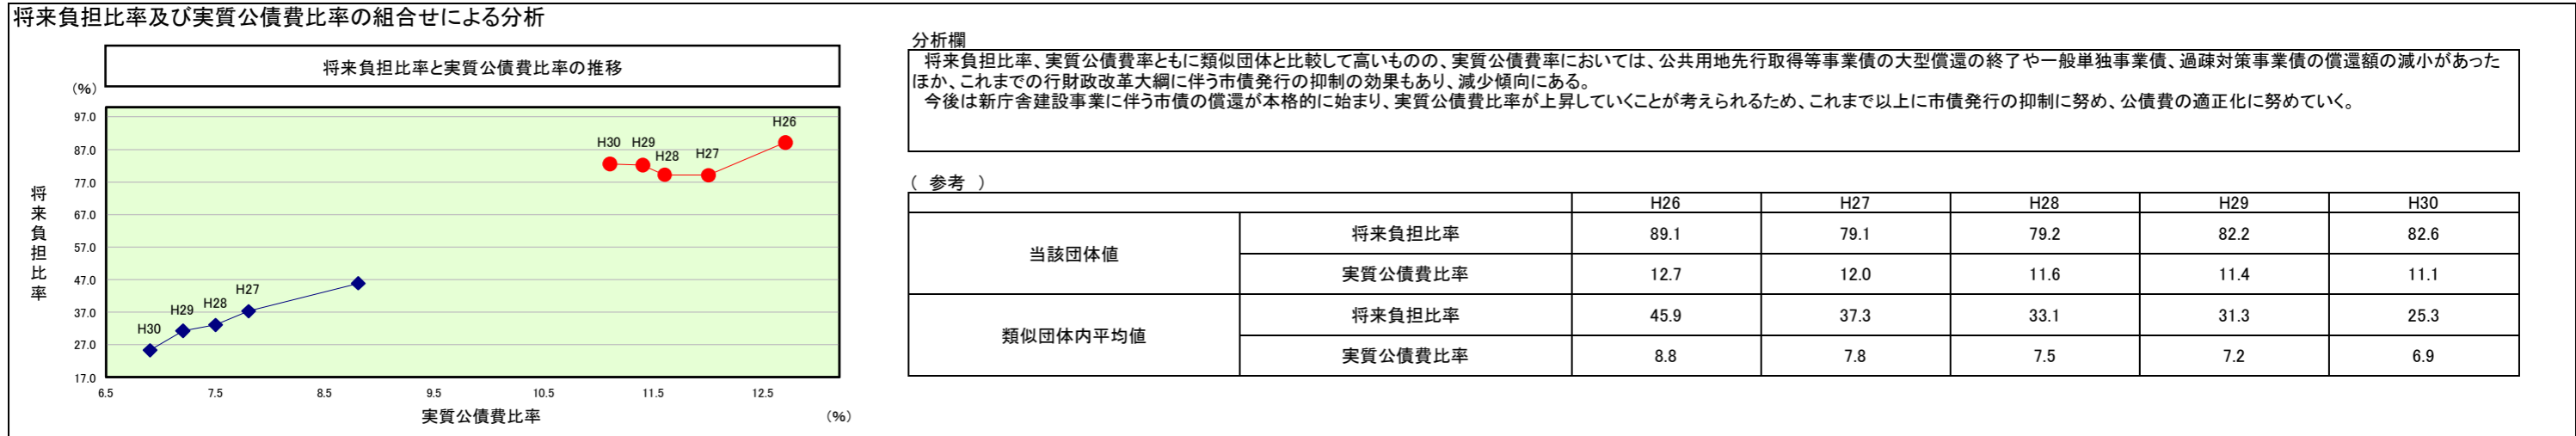 将来負担比率及び実質公債費比率の組合せによる分析
将来負担比率と実質公債費比率の推移
(%)
97.0
87.0
77.0
67.0
57.0
47.0
37.0
27.0
17.0
将来負担比率
H30
H29
H28
H27
H26
H30
H29
H28
H27
6.5
7.5
8.5
9.5
10.5
11.5
12.5
実質公債費比率
(%)
分析欄
将来負担比率、実質公債費率ともに類似団体と比較して高いものの、実質公債費率においては、公共用地先行取得等事業債の大型償還の終了や一般単独事業債、過疎対策事業債の償還額の減小があった
ほか、これまでの行財政改革大綱に伴う市債発行の抑制の効果もあり、減少傾向にある。
今後は新庁舎建設事業に伴う市債の償還が本格的に始まり、実質公債費比率が上昇していくことが考えられるため、これまで以上に市債発行の抑制に努め、公債費の適正化に努めていく。
( 参考 )
H26 H27 H28 H29 H30
当該団体値
将来負担比率 89.1 79.1 79.2 82.2 82.6
実質公債費比率 12.7 12.0 11.6 11.4 11.1
類似団体内平均値
将来負担比率 45.9 37.3 33.1 31.3 25.3
実質公債費比率 8.8 7.8 7.5 7.2 6.9